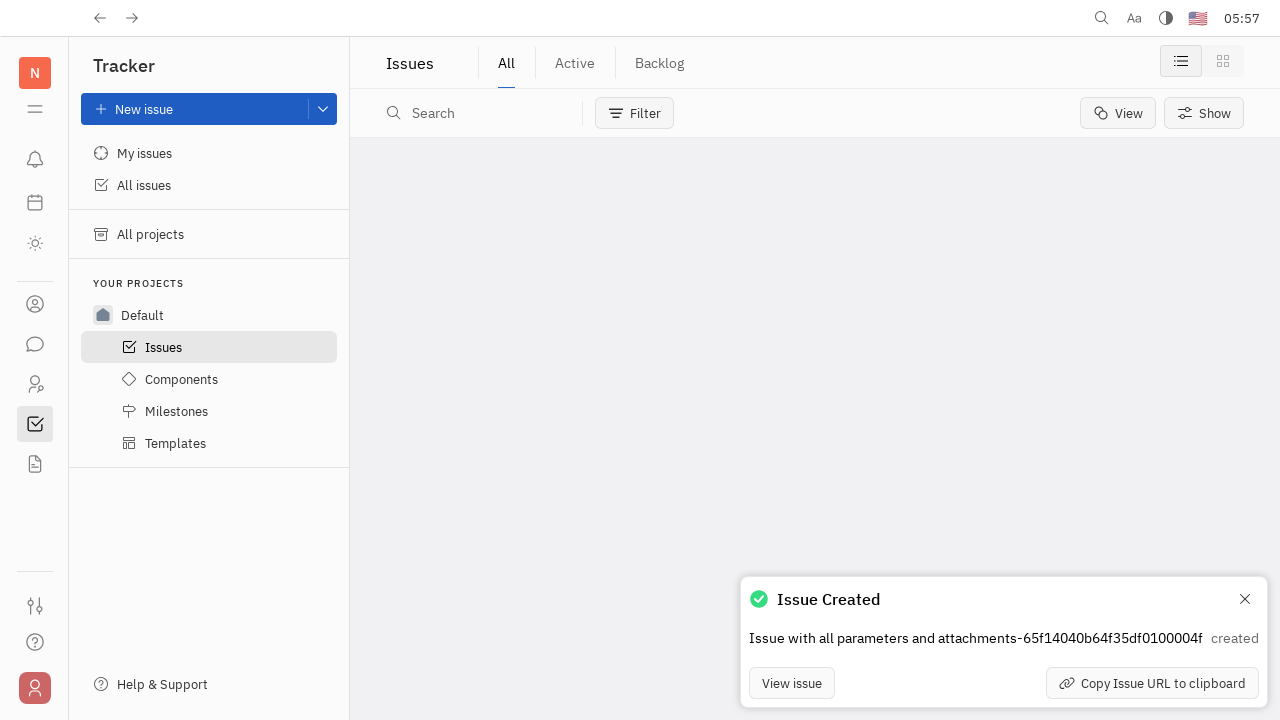 Aa
05:57
N
Tracker
New issue
My issues
All issues
All projects
YOUR PROJECTS
Default
Issues
Components
Milestones
Templates
Help & Support
Issues
All
Active
Backlog
Search
Filter
View
Show
Issue Created
Issue with all parameters and attachments-65f14040b64f35df0100004f created
View issue
Copy Issue URL to clipboard